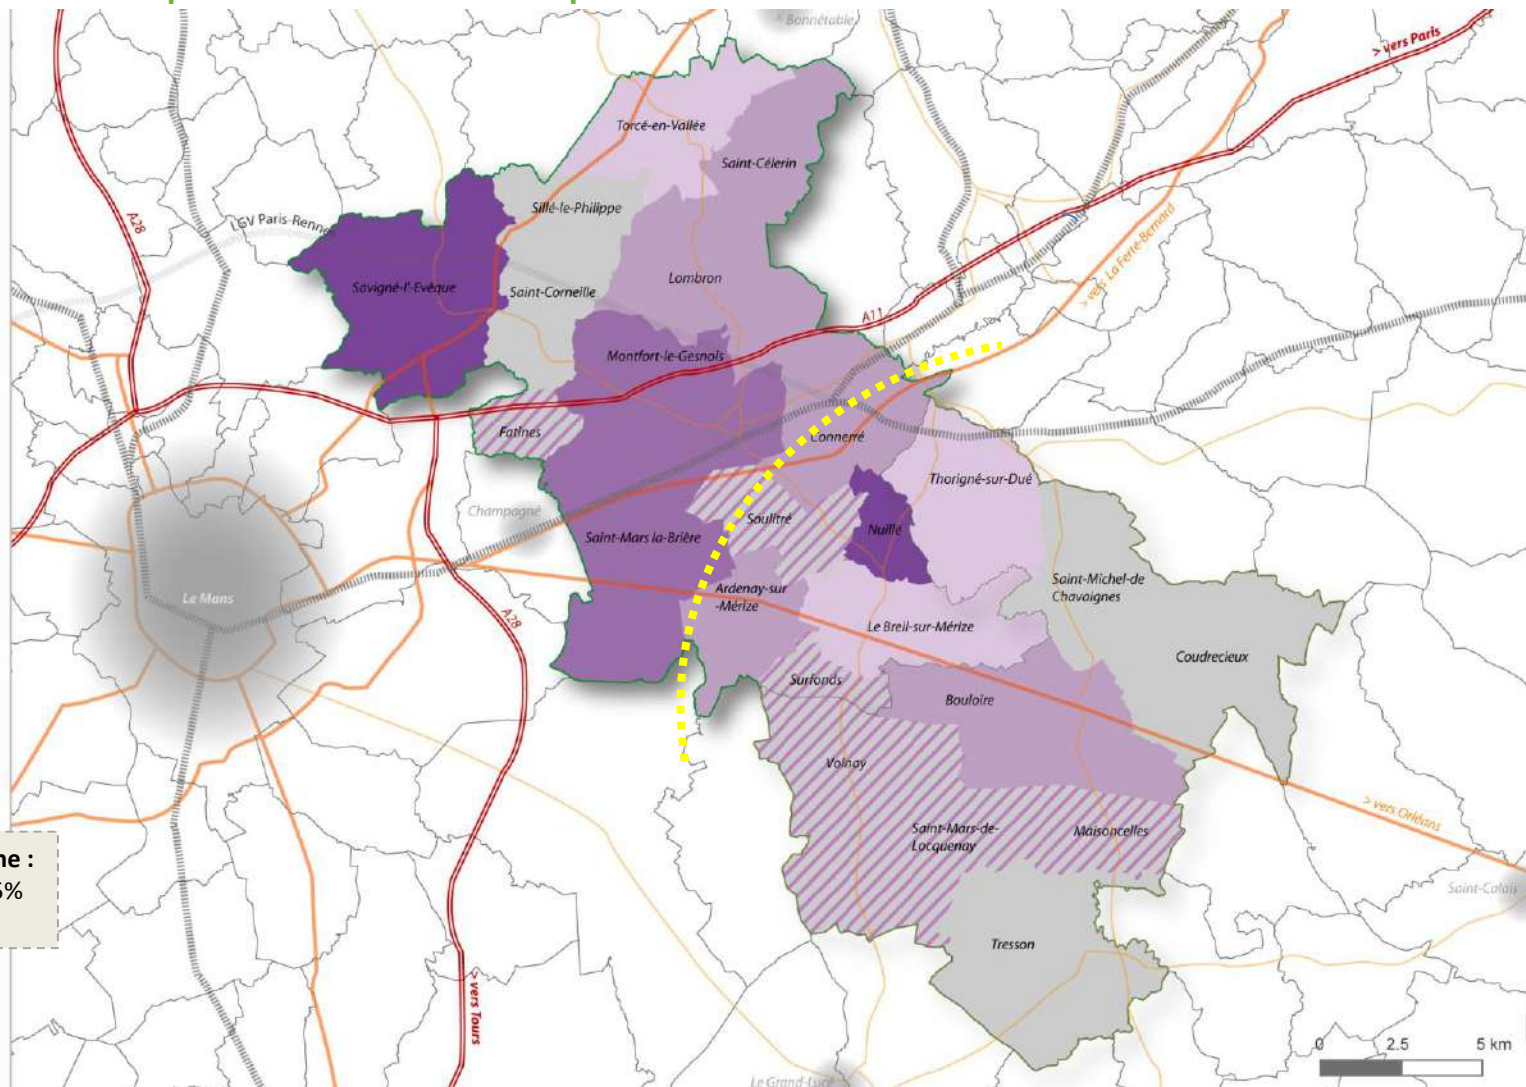 Bonnétable
> vers Paris
Torcé-en-Vallée
Saint-Célerin
Sillé-le-Philippe
A28
LGV Paris-Renne
> vers La Ferté-Bernard
Savigné-l'-Evêque
Saint-Corneille
Lombron
A11
Montfort-le-Gesnois
Fatines
Connerré
Thorigné-sur-Dué
Champagné
Soulitré
Nuillé
Saint-Mars la-Brière
Le Mans
Ardenay-sur
-Mérize
Saint-Michel-de
Chavaignes
A28
Le Breil-sur-Mérize
Coudrecieux
Surfonds
Bouloire
Volnay
> vers Orléans
Saint-Mars-de-
Locquenay
Maisoncelles
ne :
5%
Saint-Calais
Tresson
> vers Tours
0 2.5 5 km
Le Grand-Lucé